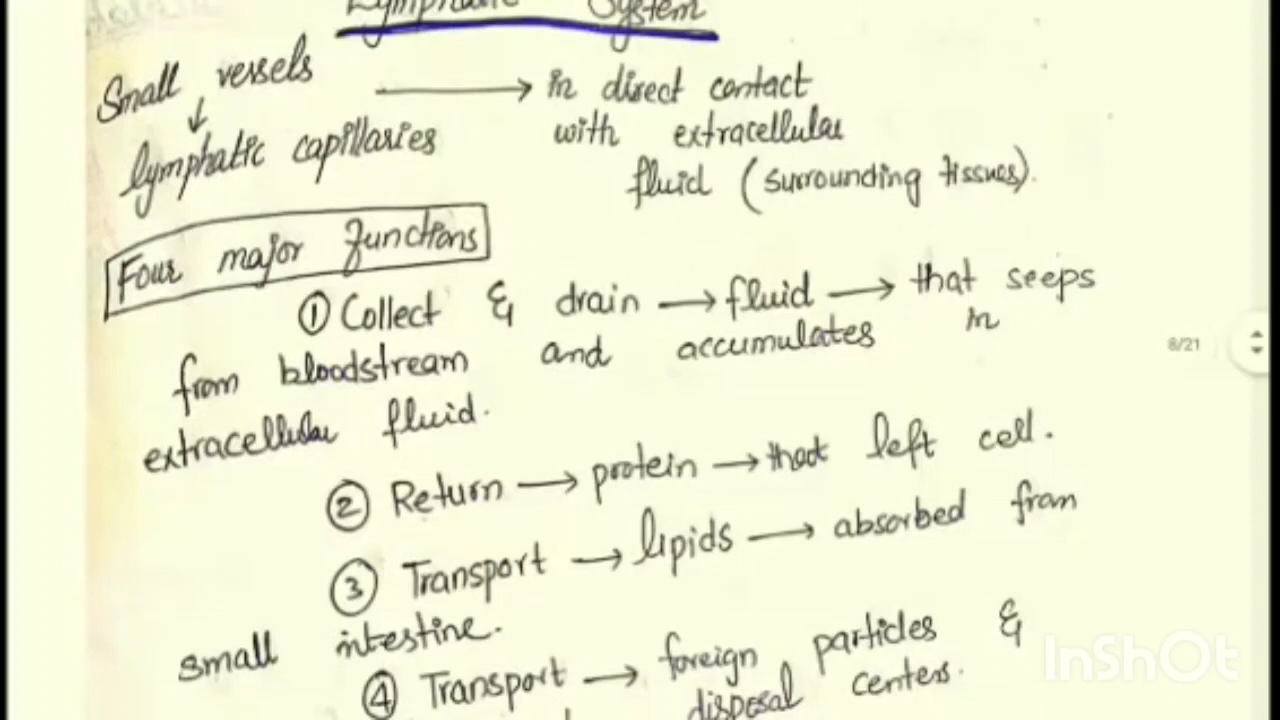 Lymphatic System
Small vessels ⟶ in direct contact
↓
lymphatic capillaries
with extracellular
fluid (surrounding tissues).
Four major functions
① Collect & drain → fluid → that seeps
from bloodstream and accumulates in
extracellular fluid.
② Return → protein → that left cell.
③ Transport → lipids → absorbed from
small intestine.
④ Transport → foreign particles &
disposal centers.
8/21
InShOt